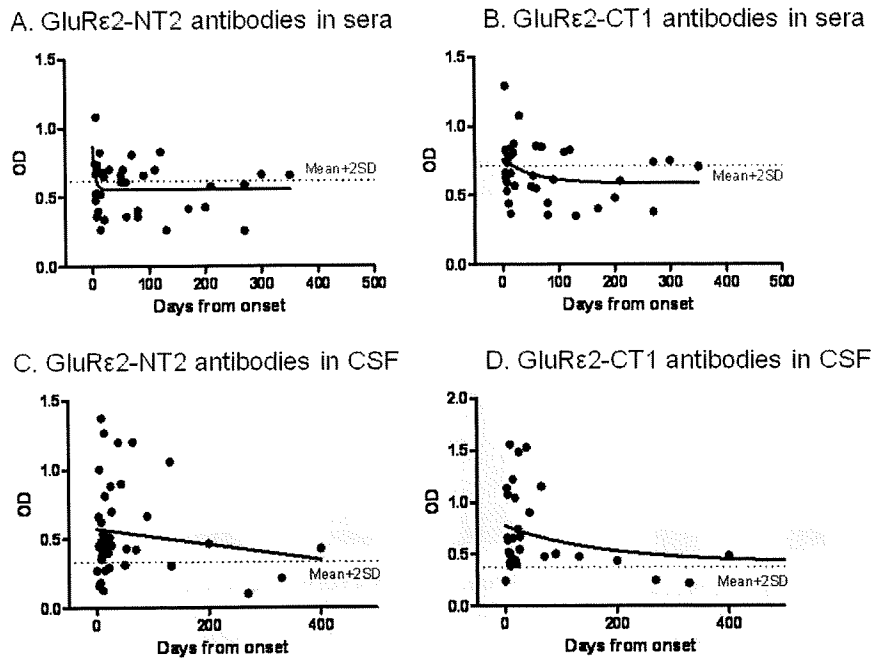 A. GluRε2-NT2 antibodies in sera
1.5
1.0
0.5
0.0
OD
Mean+2SD
0 100 200 300 400 500
Days from onset
B. GluRε2-CT1 antibodies in sera
1.5
1.0
0.5
0.0
OD
Mean+2SD
0 100 200 300 400 500
Days from onset
C. GluRε2-NT2 antibodies in CSF
1.5
1.0
0.5
0.0
OD
Mean+2SD
0 200 400
Days from onset
D. GluRε2-CT1 antibodies in CSF
2.0
1.5
1.0
0.5
0.0
OD
Mean+2SD
0 200 400
Days from onset